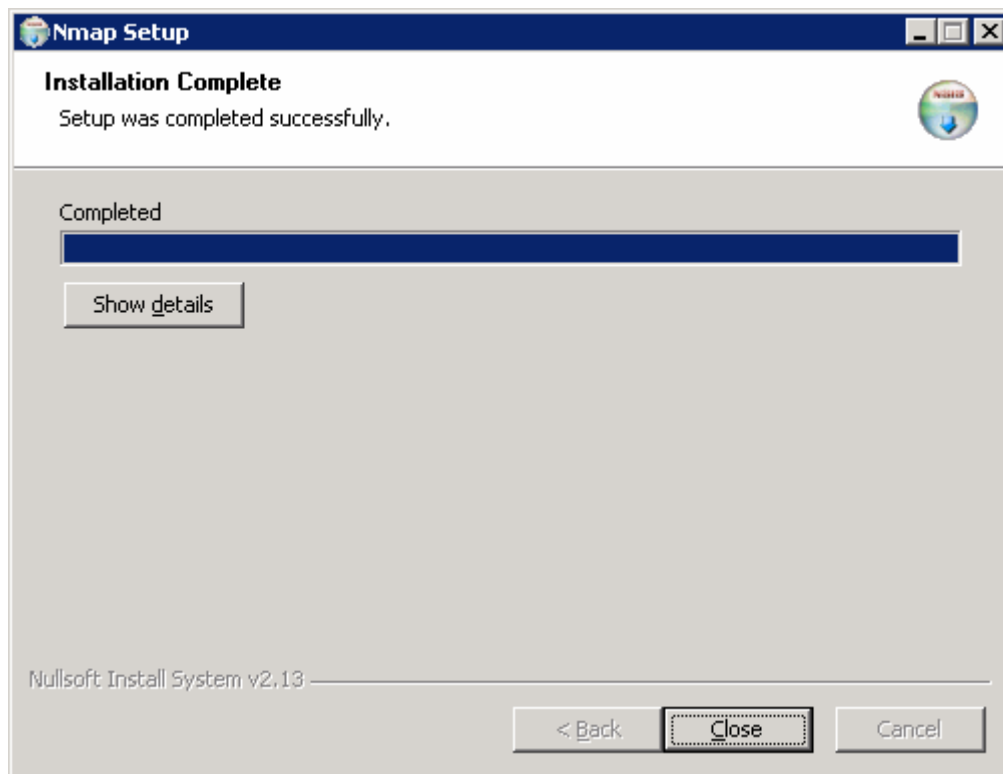 Nmap Setup
Installation Complete
Setup was completed successfully.
Completed
Show details
Nullsoft Install System v2.13
< Back
Close
Cancel